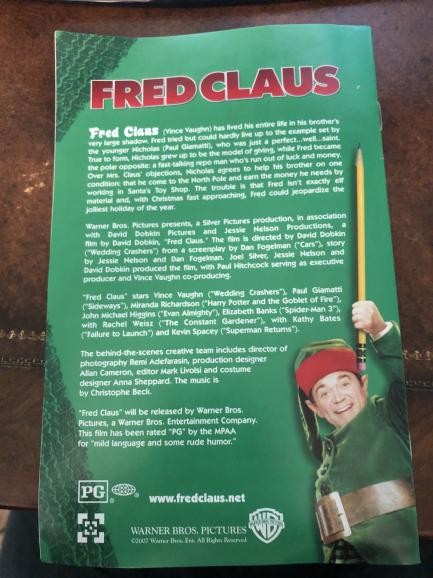 FRED CLAUS
Fred Claus (Vince Vaughn) has lived his entire life in his brother's
very large shadow. Fred tried but could hardly live up to the example set by
the younger Nicholas (Paul Giamatti), who was just a perfect...well...saint.
True to form, Nicholas grew up to be the model of giving, while Fred became
the polar opposite: a fast-talking repo man who's run out of luck and money.
Over Mrs. Claus' objections, Nicholas agrees to help his brother on one
condition: that he come to the North Pole and earn the money he needs by
working in Santa's Toy Shop. The trouble is that Fred isn't exactly elf
material and, with Christmas fast approaching, Fred could jeopardize the
jolliest holiday of the year.
Warner Bros. Pictures presents, a Silver Pictures production, in association
with David Dobkin Pictures and Jessie Nelson Productions, a
film by David Dobkin, "Fred Claus." The film is directed by David Dobkin
("Wedding Crashers") from a screenplay by Dan Fogelman ("Cars"), story
by Jessie Nelson and Dan Fogelman. Joel Silver, Jessie Nelson and
David Dobkin produced the film, with Paul Hitchcock serving as executive
producer and Vince Vaughn co-producing.
"Fred Claus" stars Vince Vaughn ("Wedding Crashers"), Paul Giamatti
("Sideways"), Miranda Richardson ("Harry Potter and the Goblet of Fire"),
John Michael Higgins ("Evan Almighty"), Elizabeth Banks ("Spider-Man 3"),
with Rachel Weisz ("The Constant Gardener"), with Kathy Bates
("Failure to Launch") and Kevin Spacey ("Superman Returns").
The behind-the-scenes creative team includes director of
photography Remi Adefarasin, production designer
Allan Cameron, editor Mark Livolsi and costume
designer Anna Sheppard. The music is
by Christophe Beck.
"Fred Claus" will be released by Warner Bros.
Pictures, a Warner Bros. Entertainment Company.
This film has been rated "PG" by the MPAA
for "mild language and some rude humor."
PG
www.fredclaus.net
WARNER BROS. PICTURES
©2007 Warner Bros. Ent. All Rights Reserved